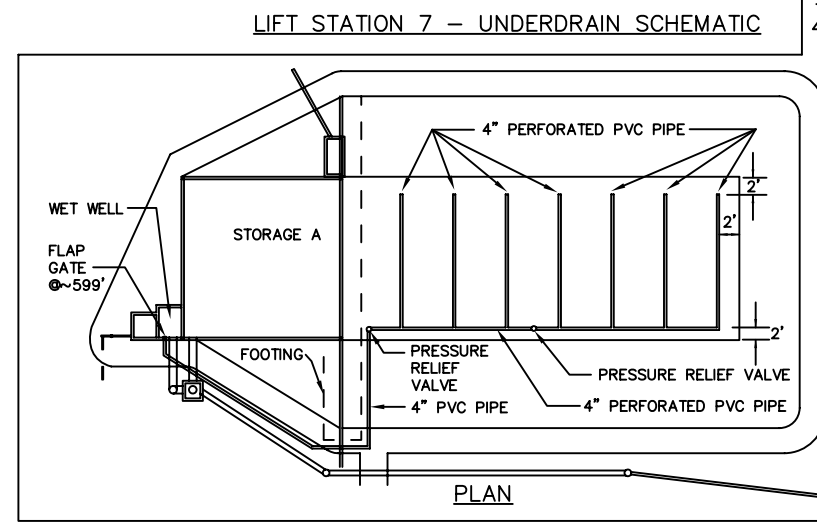 LIFT STATION 7 – UNDERDRAIN SCHEMATIC
4" PERFORATED PVC PIPE
2'
WET WELL
STORAGE A
2'
FLAP
GATE
@~599'
2'
FOOTING
PRESSURE
RELIEF
VALVE
PRESSURE RELIEF VALVE
4" PVC PIPE
4" PERFORATED PVC PIPE
PLAN